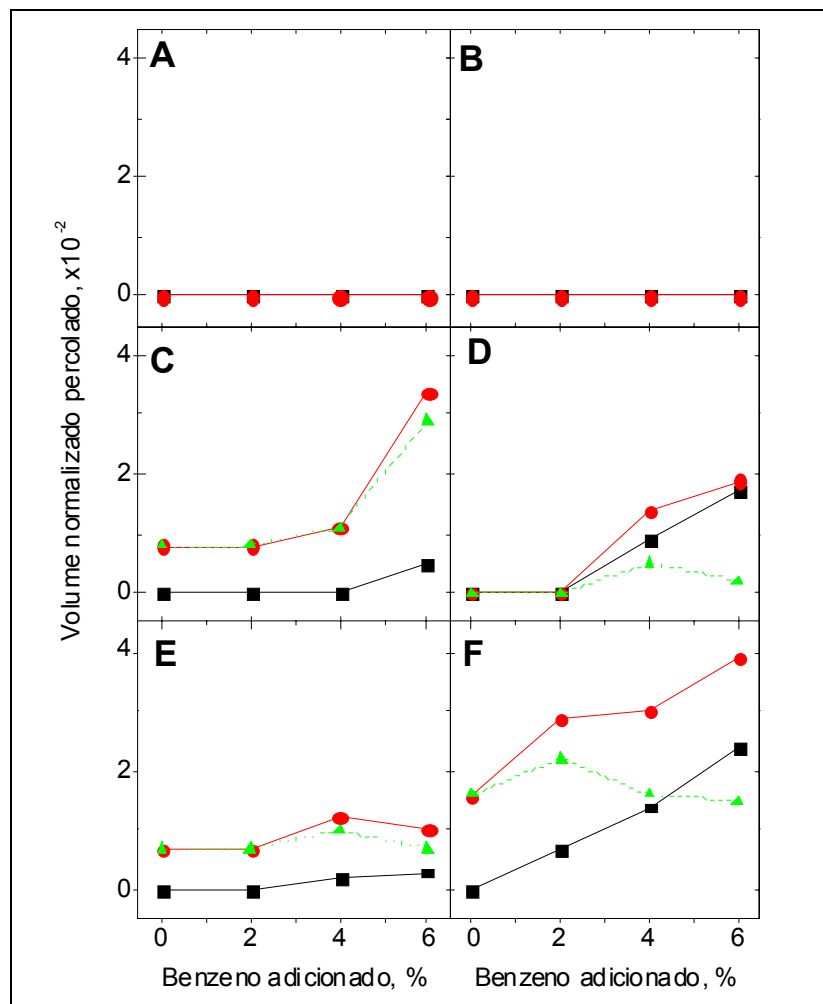 Volume normalizado percolado, x10⁻²
A
B
4
2
0
C
D
4
2
0
E
F
4
2
0
0 2 4 6
0 2 4 6
Benzeno adicionado, %
Benzeno adicionado, %